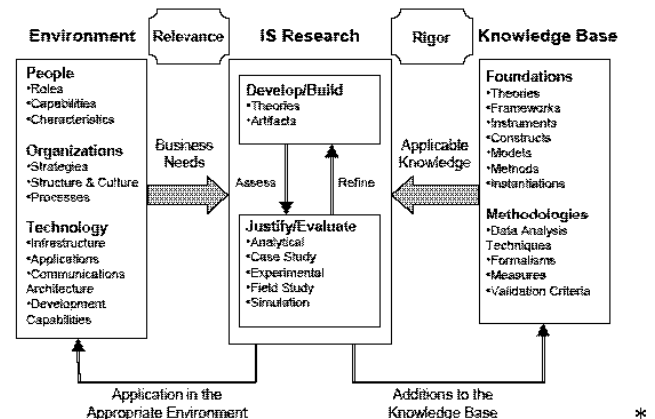 Environment
Relevance
IS Research
Rigor
Knowledge Base
People
•Roles
•Capabilities
•Characteristics
Organizations
•Strategies
•Structure & Culture
•Processes
Technology
•Infrastructure
•Applications
•Communications
Architecture
•Development
Capabilities
Business
Needs
Develop/Build
•Theories
•Artifacts
Assess
Refine
Justify/Evaluate
•Analytical
•Case Study
•Experimental
•Field Study
•Simulation
Applicable
Knowledge
Foundations
•Theories
•Frameworks
•Instruments
•Constructs
•Models
•Methods
•Instantiations
Methodologies
•Data Analysis
Techniques
•Formalisms
•Measures
•Validation Criteria
Application in the
Appropriate Environment
Additions to the
Knowledge Base
*